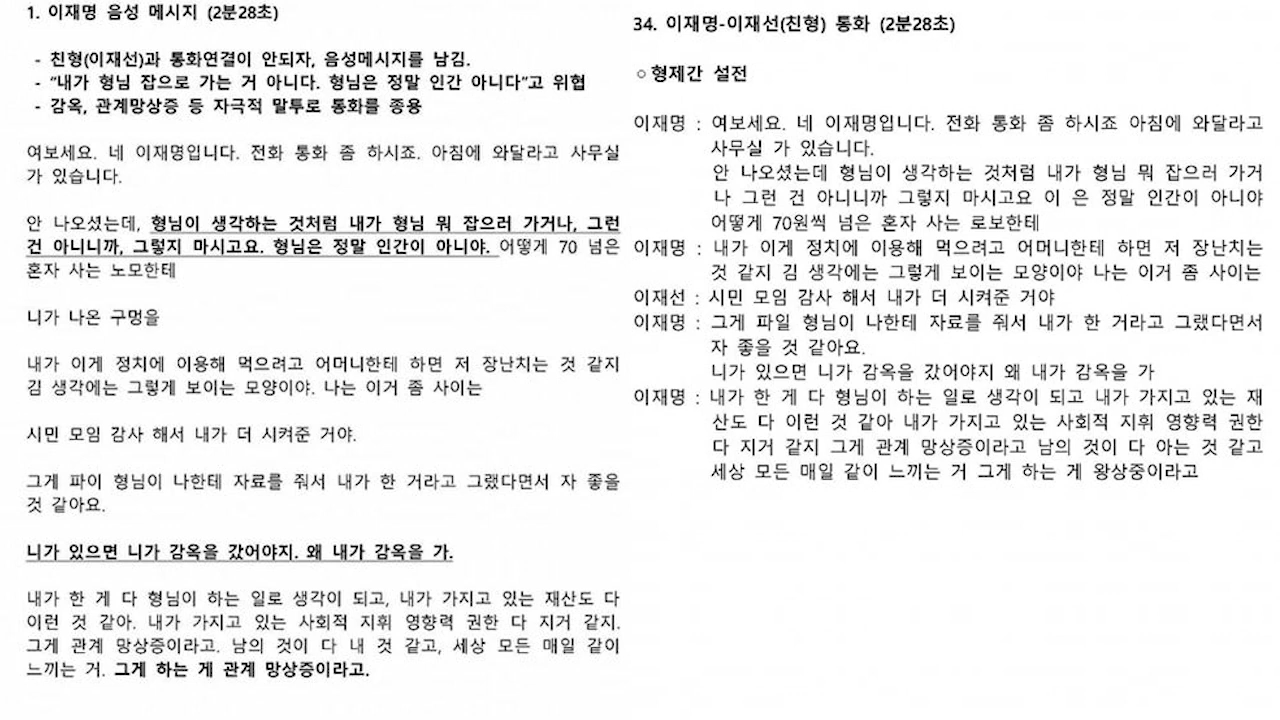 1. 이재명 음성 메시지 (2분28초)
- 친형(이재선)과 통화연결이 안되자, 음성메시지를 남김.
- “내가 형님 잡으로 가는 거 아니다. 형님은 정말 인간 아니다”고 위협
- 감옥, 관계망상증 등 자극적 말투로 통화를 종용
여보세요. 네 이재명입니다. 전화 통화 좀 하시죠. 아침에 와달라고 사무실
가 있습니다.
안 나오셨는데, 형님이 생각하는 것처럼 내가 형님 뭐 잡으러 가거나, 그런
건 아니니까, 그렇지 마시고요. 형님은 정말 인간이 아니야. 어떻게 70 넘은
혼자 사는 노모한테
니가 나온 구멍을
내가 이게 정치에 이용해 먹으려고 어머니한테 하면 저 장난치는 것 같지
김 생각에는 그렇게 보이는 모양이야. 나는 이거 좀 사이는
시민 모임 감사 해서 내가 더 시켜준 거야.
그게 파이 형님이 나한테 자료를 줘서 내가 한 거라고 그랬다면서 자 좋을
것 같아요.
니가 있으면 니가 감옥을 갔어야지. 왜 내가 감옥을 가.
내가 한 게 다 형님이 하는 일로 생각이 되고, 내가 가지고 있는 재산도 다
이런 것 같아. 내가 가지고 있는 사회적 지휘 영향력 권한 다 지거 같지.
그게 관계 망상증이라고. 남의 것이 다 내 것 같고, 세상 모든 매일 같이
느끼는 거. 그게 하는 게 관계 망상증이라고.
34. 이재명-이재선(친형) 통화 (2분28초)
○ 형제간 설전
이재명 : 여보세요. 네 이재명입니다. 전화 통화 좀 하시죠 아침에 와달라고
사무실 가 있습니다.
안 나오셨는데 형님이 생각하는 것처럼 내가 형님 뭐 잡으러 가거
나 그런 건 아니니까 그렇지 마시고요 이 은 정말 인간이 아니야
어떻게 70원씩 넘은 혼자 사는 로보한테
이재명 : 내가 이게 정치에 이용해 먹으려고 어머니한테 하면 저 장난치는
것 같지 김 생각에는 그렇게 보이는 모양이야 나는 이거 좀 사이는
이재선 : 시민 모임 감사 해서 내가 더 시켜준 거야
이재명 : 그게 파일 형님이 나한테 자료를 줘서 내가 한 거라고 그랬다면서
자 좋을 것 같아요.
니가 있으면 니가 감옥을 갔어야지 왜 내가 감옥을 가
이재명 : 내가 한 게 다 형님이 하는 일로 생각이 되고 내가 가지고 있는 재
산도 다 이런 것 같아 내가 가지고 있는 사회적 지휘 영향력 권한
다 지거 같지 그게 관계 망상증이라고 남의 것이 다 아는 것 같고
세상 모든 매일 같이 느끼는 거 그게 하는 게 왕상중이라고